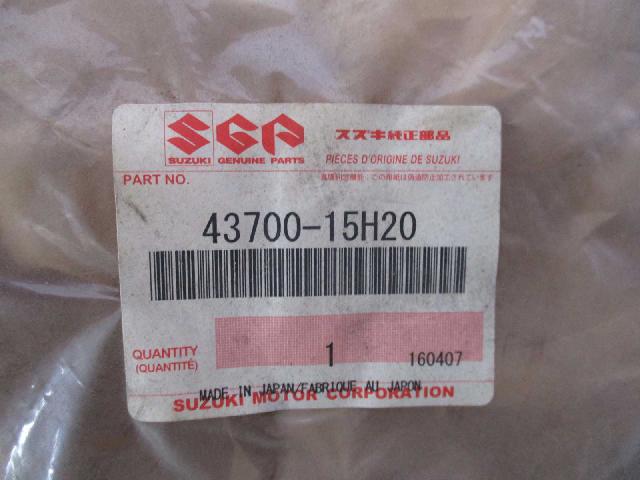 SGP スズキ純正部品
SUZUKI GENUINE PARTS PIÈCES D'ORIGINE DE SUZUKI
PART NO.
43700-15H20
QUANTITY 1 160407
(QUANTITÉ)
MADE IN JAPAN/FABRIQUE AU JAPON
SUZUKI MOTOR CORPORATION